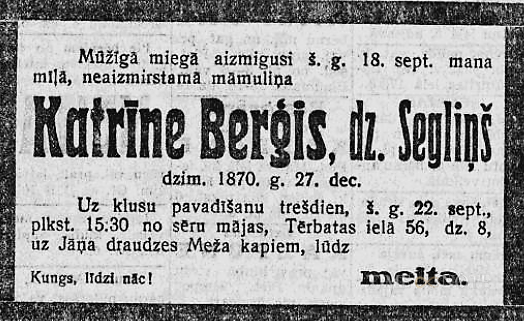 Mūžīgā miegā aizmigusi š. g. 18. sept. mana
mīļā, neaizmirstamā māmuliņa
Katrīne Berģis, dz. Segliņš
dzim. 1870. g. 27. dec.
Uz klusu pavadīšanu trešdien, š. g. 22. sept.,
plkst. 15:30 no sēru mājas, Tērbatas ielā 56, dz. 8,
uz Jāņa draudzes Meža kapiem, lūdz
Kungs, līdzi nāc! meita.